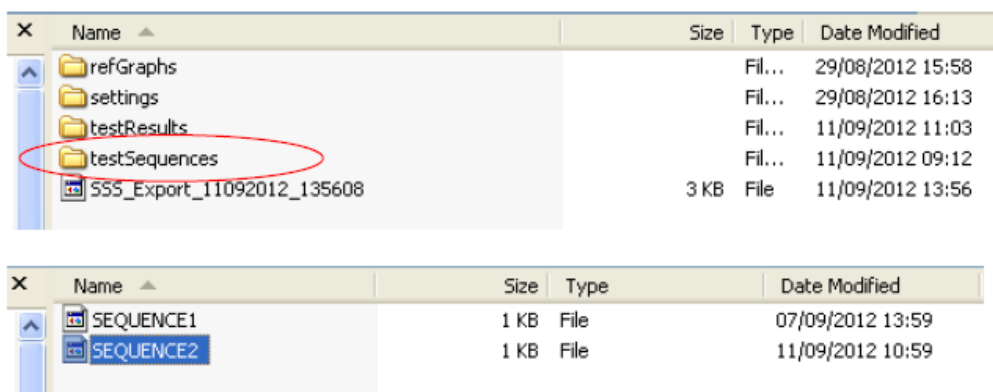 Name Size Type Date Modified
refGraphs Fil... 29/08/2012 15:58
settings Fil... 29/08/2012 16:13
testResults Fil... 11/09/2012 11:03
testSequences Fil... 11/09/2012 09:12
SSS_Export_11092012_135608 3 KB File 11/09/2012 13:56
Name Size Type Date Modified
SEQUENCE1 1 KB File 07/09/2012 13:59
SEQUENCE2 1 KB File 11/09/2012 10:59